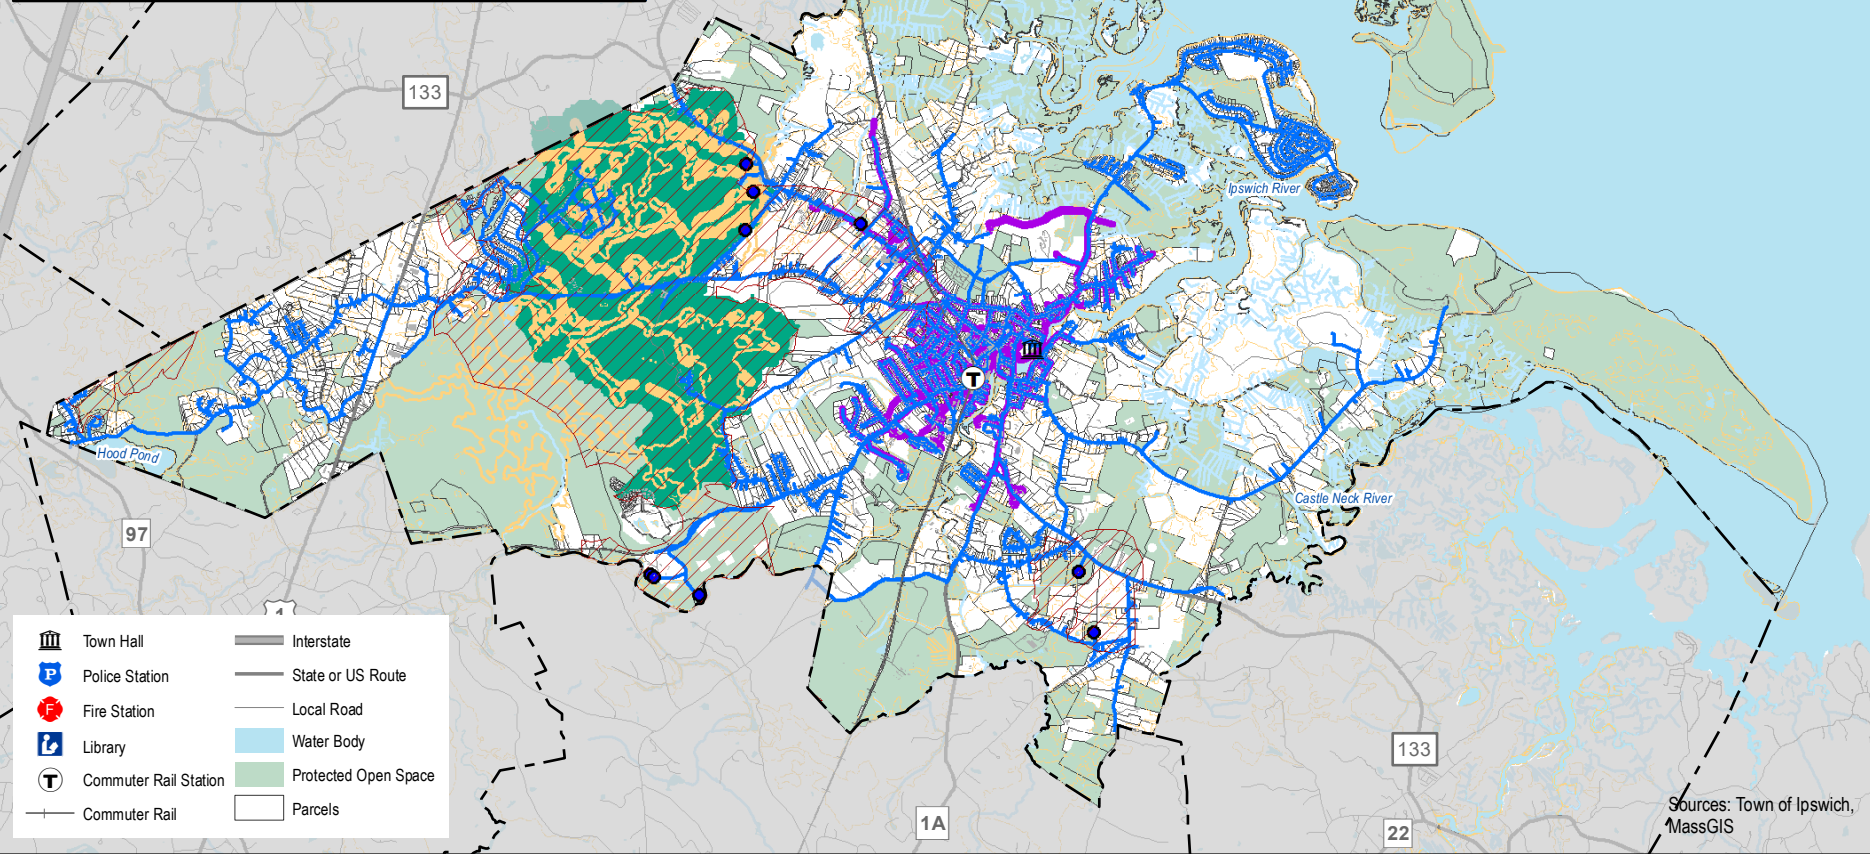 133
Ipswich River
Hood Pond
Castle Neck River
97
1
T
Town Hall
P
Police Station
F
Fire Station
Library
T
Commuter Rail Station
Commuter Rail
Interstate
State or US Route
Local Road
Water Body
Protected Open Space
Parcels
133
1A
22
Sources: Town of Ipswich,
MassGIS